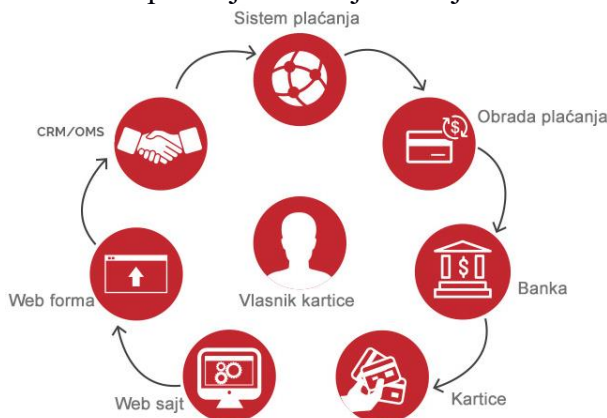 Sistem plaćanja
CRM/OMS
Obrada plaćanja
Web forma
Vlasnik kartice
Banka
Web sajt
Kartice